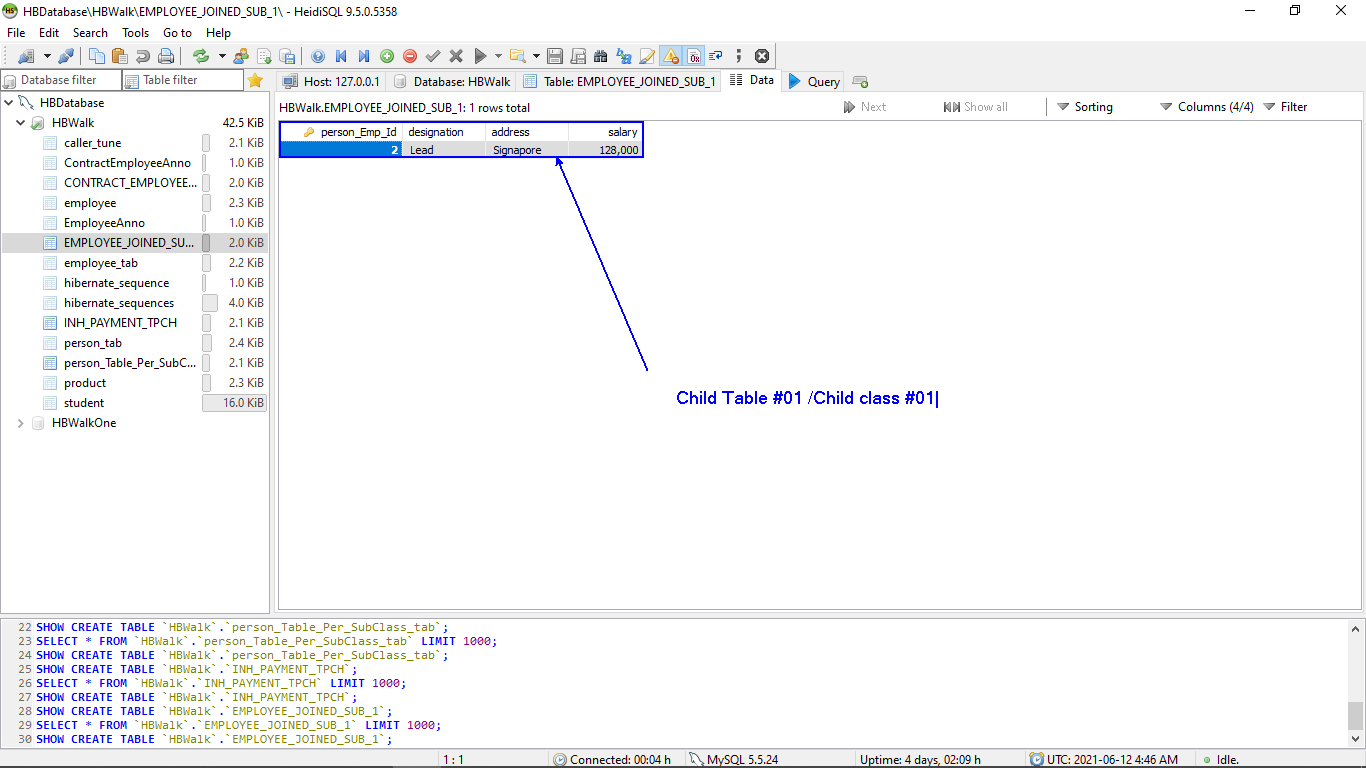 HBDatabase\HBWalk\EMPLOYEE_JOINED_SUB_1\ - HeidiSQL 9.5.0.5358
File Edit Search Tools Go to Help
Database filter Table filter
Host: 127.0.0.1 Database: HBWalk Table: EMPLOYEE_JOINED_SUB_1 Data Query
HBDatabase
HBWalk 42.5 KiB
caller_tune 2.1 KiB
ContractEmployeeAnno 1.0 KiB
CONTRACT_EMPLOYEE... 2.0 KiB
employee 2.3 KiB
EmployeeAnno 1.0 KiB
EMPLOYEE_JOINED_SU... 2.0 KiB
employee_tab 2.2 KiB
hibernate_sequence 1.0 KiB
hibernate_sequences 4.0 KiB
INH_PAYMENT_TPCH 2.1 KiB
person_tab 2.4 KiB
person_Table_Per_SubC... 2.1 KiB
product 2.3 KiB
student 16.0 KiB
HBWalkOne
HBWalk.EMPLOYEE_JOINED_SUB_1: 1 rows total Next Show all Sorting Columns (4/4) Filter
person_Emp_Id designation address salary
2 Lead Signapore 128,000
Child Table #01 /Child class #01
22 SHOW CREATE TABLE `HBWalk`.`person_Table_Per_SubClass_tab`;
23 SELECT * FROM `HBWalk`.`person_Table_Per_SubClass_tab` LIMIT 1000;
24 SHOW CREATE TABLE `HBWalk`.`person_Table_Per_SubClass_tab`;
25 SHOW CREATE TABLE `HBWalk`.`INH_PAYMENT_TPCH`;
26 SELECT * FROM `HBWalk`.`INH_PAYMENT_TPCH` LIMIT 1000;
27 SHOW CREATE TABLE `HBWalk`.`INH_PAYMENT_TPCH`;
28 SHOW CREATE TABLE `HBWalk`.`EMPLOYEE_JOINED_SUB_1`;
29 SELECT * FROM `HBWalk`.`EMPLOYEE_JOINED_SUB_1` LIMIT 1000;
30 SHOW CREATE TABLE `HBWalk`.`EMPLOYEE_JOINED_SUB_1`;
1 : 1 Connected: 00:04 h MySQL 5.5.24 Uptime: 4 days, 02:09 h UTC: 2021-06-12 4:46 AM Idle.